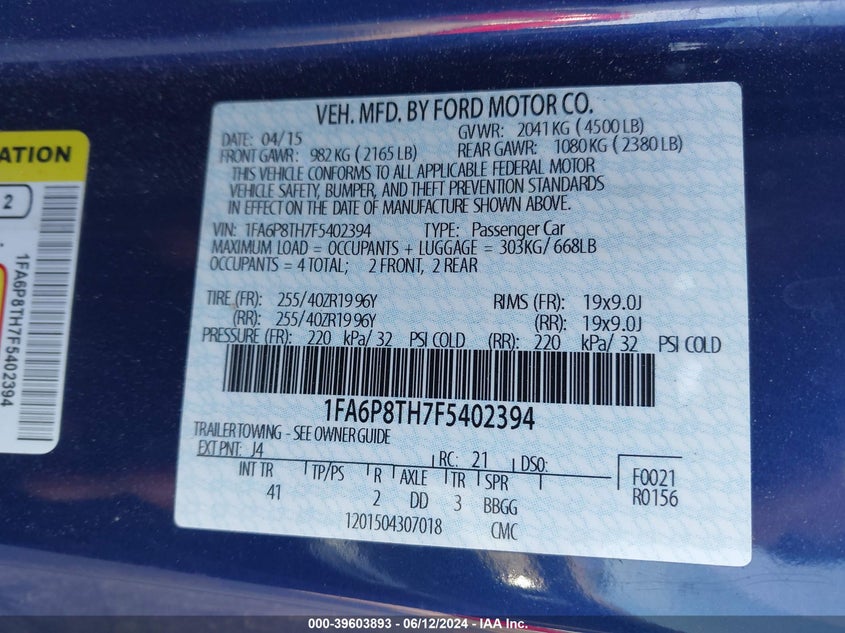 VEH. MFD. BY FORD MOTOR CO.
DATE: 04/15 GVWR: 2041 KG ( 4500 LB)
FRONT GAWR: 982 KG ( 2165 LB) REAR GAWR: 1080KG ( 2380LB)
THIS VEHICLE CONFORMS TO ALL APPLICABLE FEDERAL MOTOR
VEHICLE SAFETY, BUMPER, AND THEFT PREVENTION STANDARDS
IN EFFECT ON THE DATE OF MANUFACTURE SHOWN ABOVE.
VIN: 1FA6P8TH7F5402394 TYPE: Passenger Car
MAXIMUM LOAD = OCCUPANTS + LUGGAGE = 303KG/ 668LB
OCCUPANTS = 4 TOTAL; 2 FRONT, 2 REAR
TIRE (FR): 255/40ZR19 96Y RIMS (FR): 19x9.0J
(RR): 255/40ZR19 96Y (RR): 19x9.0J
PRESSURE (FR): 220 kPa/ 32 PSI COLD (RR): 220 kPa/ 32 PSI COLD
1FA6P8TH7F5402394
TRAILER TOWING - SEE OWNER GUIDE
EXT PNT: J4 RC: 21 DSO:
INT TR TP/PS R AXLE TR SPR F0021
41 2 DD 3 BBGG R0156
1201504307018 CMC
ATION
2
1FA6P8TH7F5402394
000-39603893 - 06/12/2024 - IAA Inc.